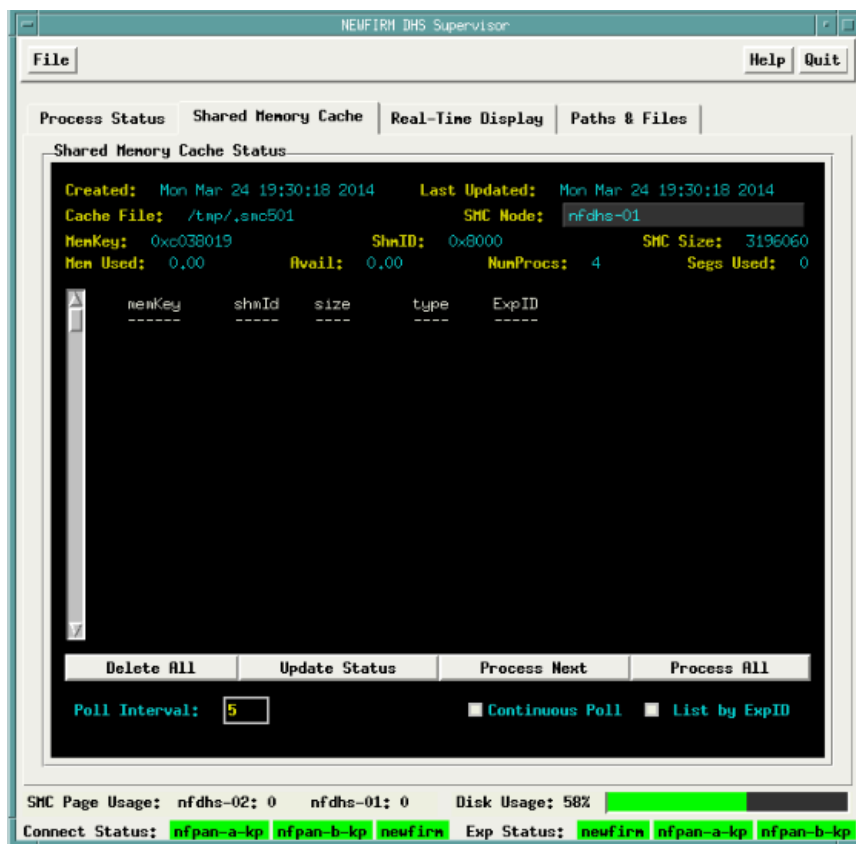 NEWFIRM DHS Supervisor
File Help Quit
Process Status Shared Memory Cache Real-Time Display Paths & Files
Shared Memory Cache Status
Created: Mon Mar 24 19:30:18 2014 Last Updated: Mon Mar 24 19:30:18 2014
Cache File: /tmp/.smc501 SMC Node: nfdhs-01
MemKey: 0xc038019 ShmID: 0x8000 SMC Size: 3196060
Mem Used: 0.00 Avail: 0.00 NumProcs: 4 Segs Used: 0
memKey shmId size type ExpID
------ ----- ---- ---- -----
Delete All Update Status Process Next Process All
Poll Interval: 5 Continuous Poll List by ExpID
SMC Page Usage: nfdhs-02: 0 nfdhs-01: 0 Disk Usage: 58%
Connect Status: nfpan-a-kp nfpan-b-kp newfirm Exp Status: newfirm nfpan-a-kp nfpan-b-kp